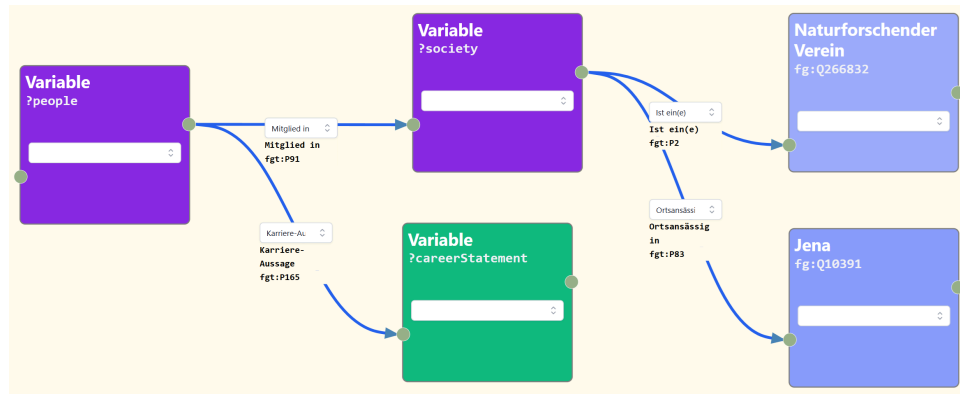 Variable
?people
Mitglied in
Mitglied in
fgt:P91
Karriere-Au
Karriere-
Aussage
fgt:P165
Variable
?society
Variable
?careerStatement
Ist ein(e)
Ist ein(e)
fgt:P2
Ortsansässi
Ortsansässig
in
fgt:P83
Naturforschender
Verein
fg:Q266832
Jena
fg:Q10391